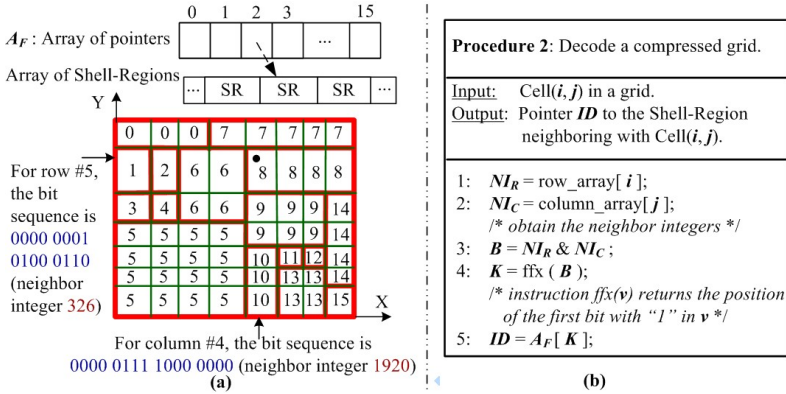 0 1 2 3 15
A_F : Array of pointers ...
Array of Shell-Regions
... SR SR SR ...
Y
0 0 0 7 7 7 7 7
1 2 6 6 8 8 8 8
3 4 6 6 9 9 9 14
5 5 5 5 9 9 9 14
5 5 5 5 10 11 12 14
5 5 5 5 10 13 13 14
5 5 5 5 10 13 13 15
X
For row #5,
the bit
sequence is
0000 0001
0100 0110
(neighbor
integer 326)
For column #4, the bit sequence is
0000 0111 1000 0000 (neighbor integer 1920)
(a)
Procedure 2: Decode a compressed grid.
Input: Cell(i, j) in a grid.
Output: Pointer ID to the Shell-Region
neighboring with Cell(i, j).
1: NI_R = row_array[ i ];
2: NI_C = column_array[ j ];
/* obtain the neighbor integers */
3: B = NI_R & NI_C ;
4: K = ffx ( B );
/* instruction ffx(v) returns the position
of the first bit with “1” in v */
5: ID = A_F [ K ];
(b)